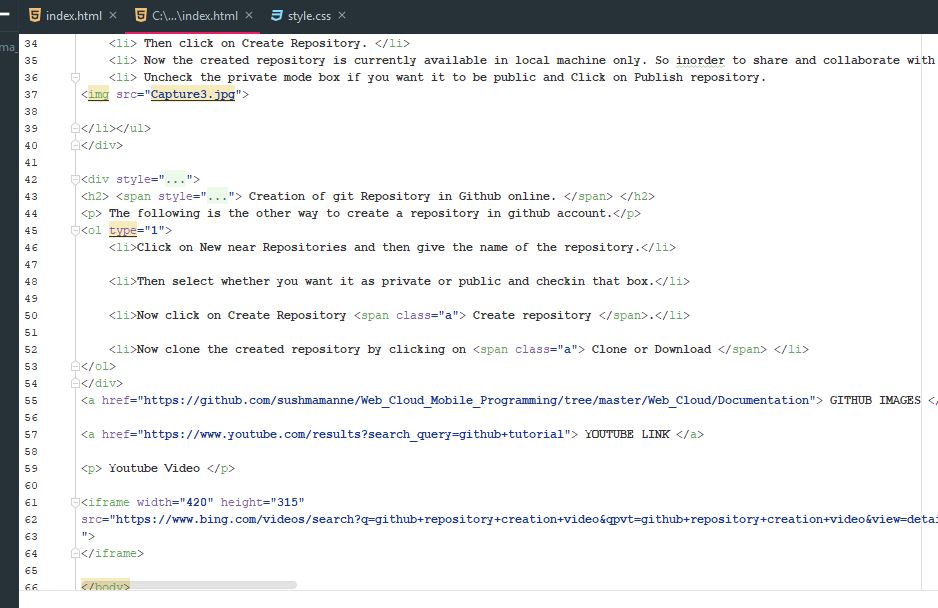 index.html × C:\...\index.html × style.css ×
ma_
34 <li> Then click on Create Repository. </li>
35 <li> Now the created repository is currently available in local machine only. So inorder to share and collaborate with
36 <li> Uncheck the private mode box if you want it to be public and Click on Publish repository.
37 <img src="Capture3.jpg">
38
39 </li></ul>
40 </div>
41
42 <div style="...">
43 <h2> <span style="..."> Creation of git Repository in Github online. </span> </h2>
44 <p> The following is the other way to create a repository in github account.</p>
45 <ol type="1">
46 <li>Click on New near Repositories and then give the name of the repository.</li>
47
48 <li>Then select whether you want it as private or public and checkin that box.</li>
49
50 <li>Now click on Create Repository <span class="a"> Create repository </span>.</li>
51
52 <li>Now clone the created repository by clicking on <span class="a"> Clone or Download </span> </li>
53 </ol>
54 </div>
55 <a href="https://github.com/sushmamanne/Web_Cloud_Mobile_Programming/tree/master/Web_Cloud/Documentation"> GITHUB IMAGES </
56
57 <a href="https://www.youtube.com/results?search_query=github+tutorial"> YOUTUBE LINK </a>
58
59 <p> Youtube Video </p>
60
61 <iframe width="420" height="315"
62 src="https://www.bing.com/videos/search?q=github+repository+creation+video&qpvt=github+repository+creation+video&view=detai
63 ">
64 </iframe>
65
66 </body>